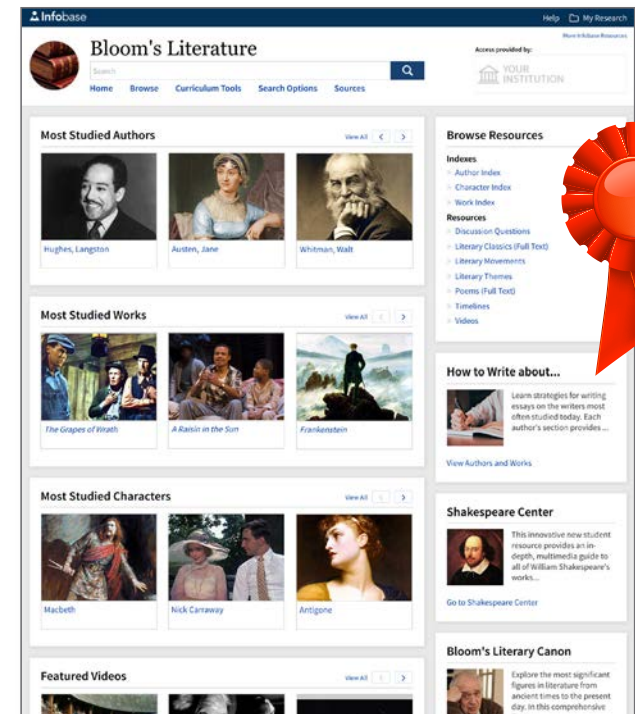 Infobase
Help My Research
More Infobase Resources
Bloom's Literature
Access provided by:
YOUR
INSTITUTION
Search
Home Browse Curriculum Tools Search Options Sources
Most Studied Authors
View All
Hughes, Langston
Austen, Jane
Whitman, Walt
Most Studied Works
View All
The Grapes of Wrath
A Raisin in the Sun
Frankenstein
Most Studied Characters
View All
Macbeth
Nick Carraway
Antigone
Featured Videos
View All
Browse Resources
Indexes
Author Index
Character Index
Work Index
Resources
Discussion Questions
Literary Classics (Full Text)
Literary Movements
Literary Themes
Poems (Full Text)
Timelines
Videos
How to Write about...
Learn strategies for writing
essays on the writers most
often studied today. Each
author's section provides ...
View Authors and Works
Shakespeare Center
This innovative new student
resource provides an in-
depth, multimedia guide to
all of William Shakespeare's
works...
Go to Shakespeare Center
Bloom's Literary Canon
Explore the most significant
figures in literature from
ancient times to the present
day. In this comprehensive